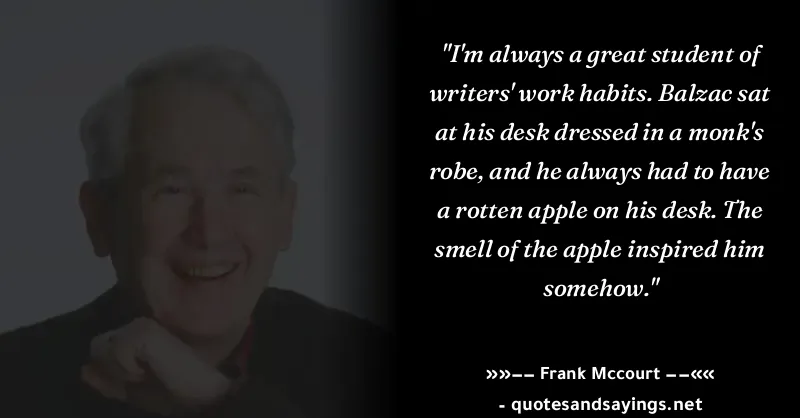 "I'm always a great student of
writers' work habits. Balzac sat
at his desk dressed in a monk's
robe, and he always had to have
a rotten apple on his desk. The
smell of the apple inspired him
somehow."
»»–– Frank Mccourt ––««
- quotesandsayings.net